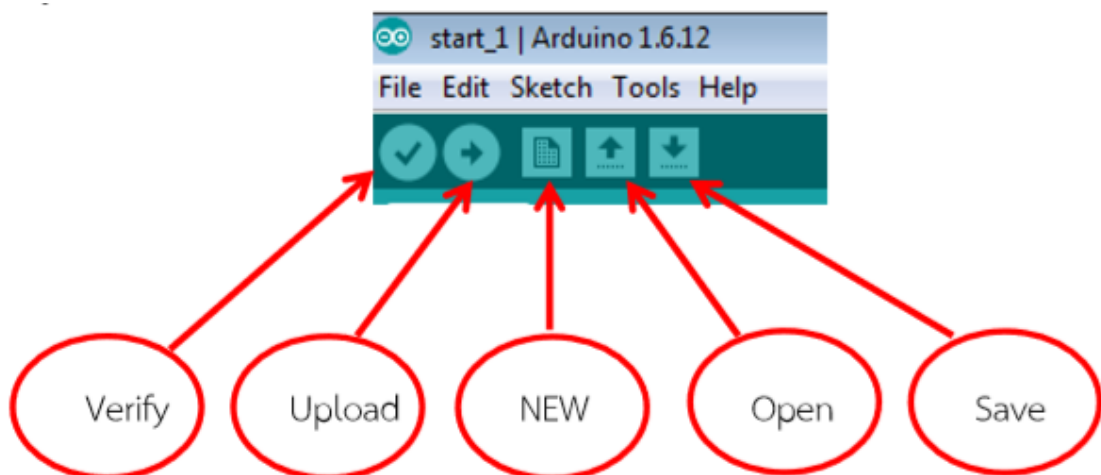 start_1 | Arduino 1.6.12
File Edit Sketch Tools Help
Verify Upload NEW Open Save